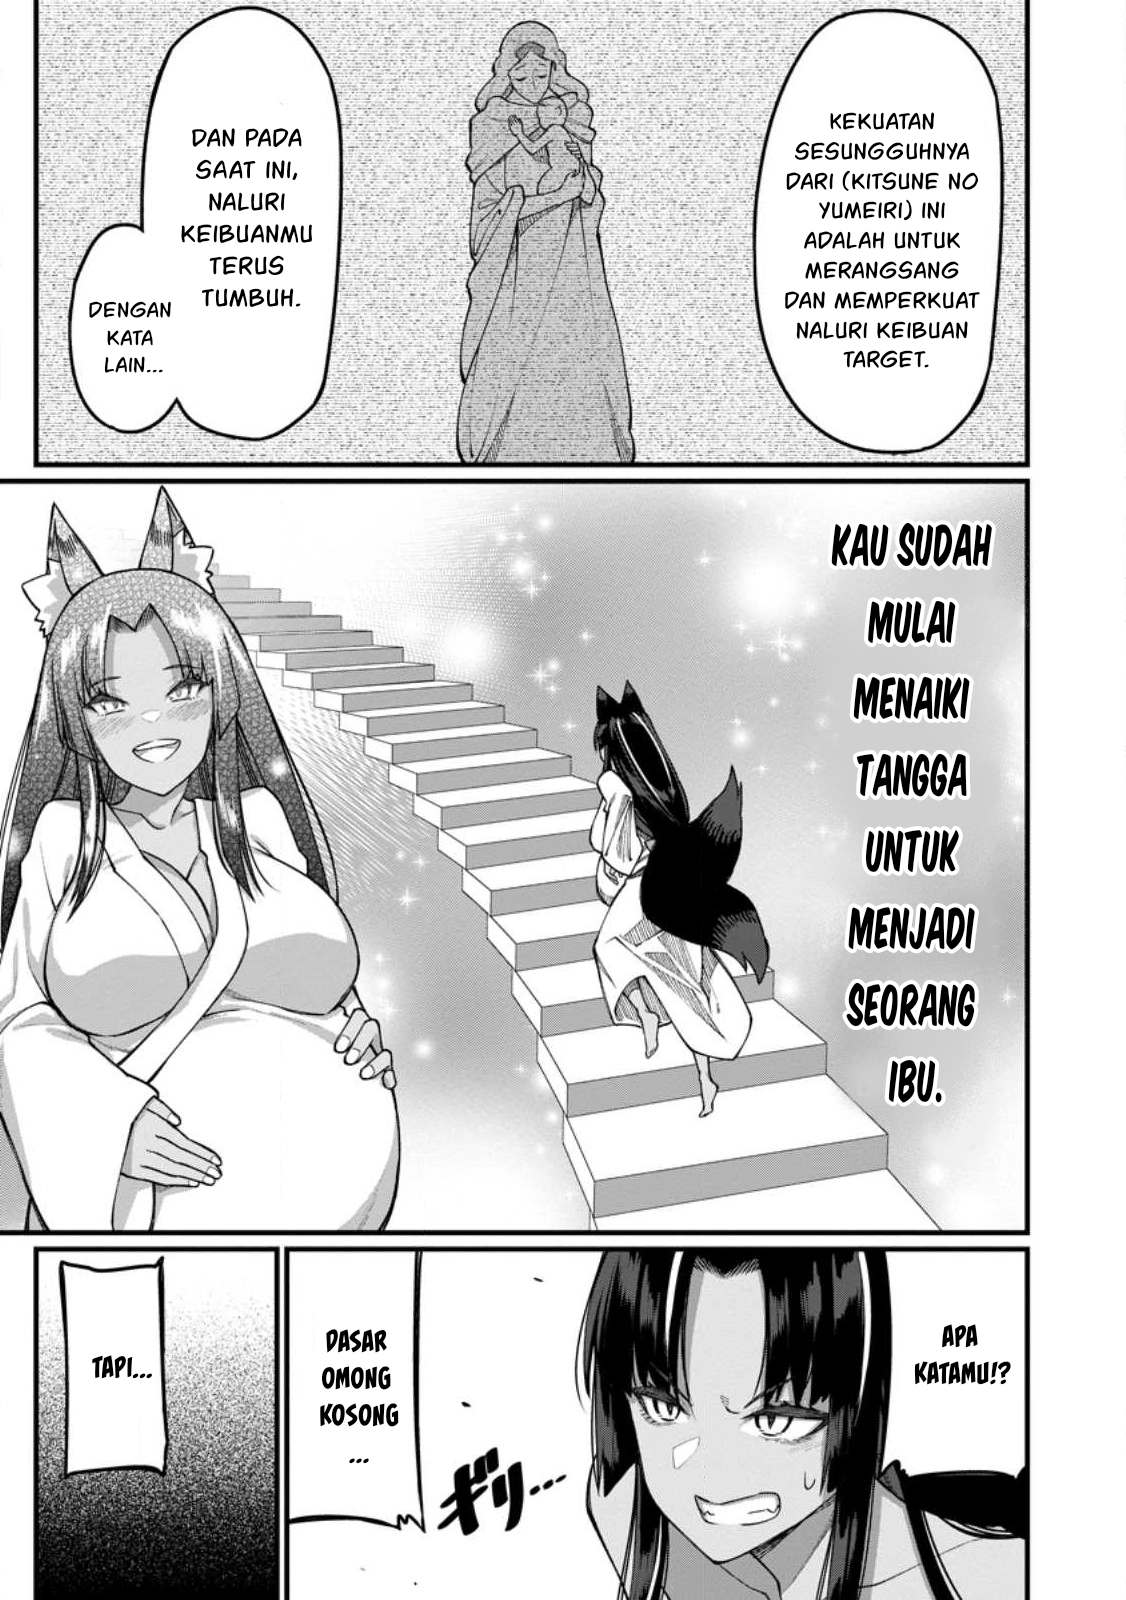 KEKUATAN
SESUNGGUHNYA
DARI (KITSUNE NO
YUMEIRI) INI
ADALAH UNTUK
MERANGSANG
DAN MEMPERKUAT
NALURI KEIBUAN
TARGET.
DAN PADA
SAAT INI,
NALURI
KEIBUANMU
TERUS
TUMBUH.
DENGAN
KATA
LAIN...
KAU SUDAH
MULAI
MENAIKI
TANGGA
UNTUK
MENJADI
SEORANG
IBU.
APA
KATAMU!?
ギリ...
DASAR
OMONG
KOSONG
...
TAPI...